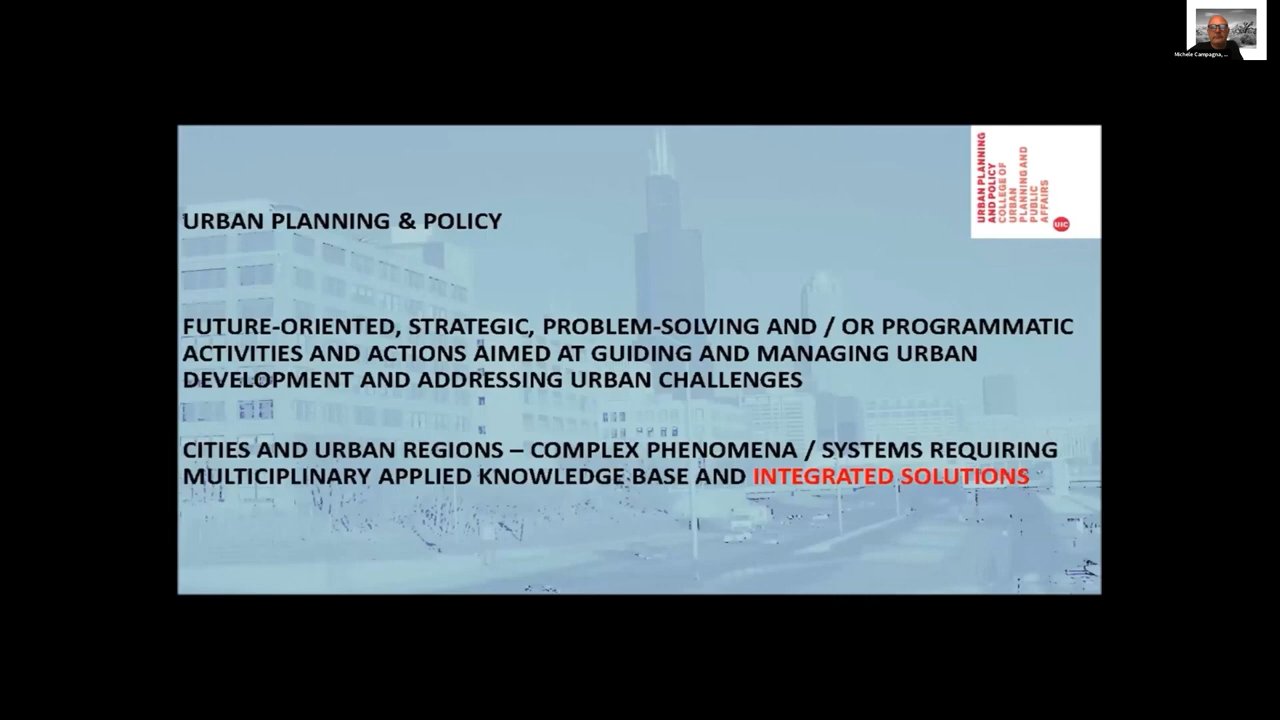 Michele Campagna, ...
URBAN PLANNING
AND POLICY
COLLEGE OF
URBAN
PLANNING AND
PUBLIC
AFFAIRS
UIC
URBAN PLANNING & POLICY
FUTURE-ORIENTED, STRATEGIC, PROBLEM-SOLVING AND / OR PROGRAMMATIC
ACTIVITIES AND ACTIONS AIMED AT GUIDING AND MANAGING URBAN
DEVELOPMENT AND ADDRESSING URBAN CHALLENGES
CITIES AND URBAN REGIONS – COMPLEX PHENOMENA / SYSTEMS REQUIRING
MULTICIPLINARY APPLIED KNOWLEDGE BASE AND INTEGRATED SOLUTIONS